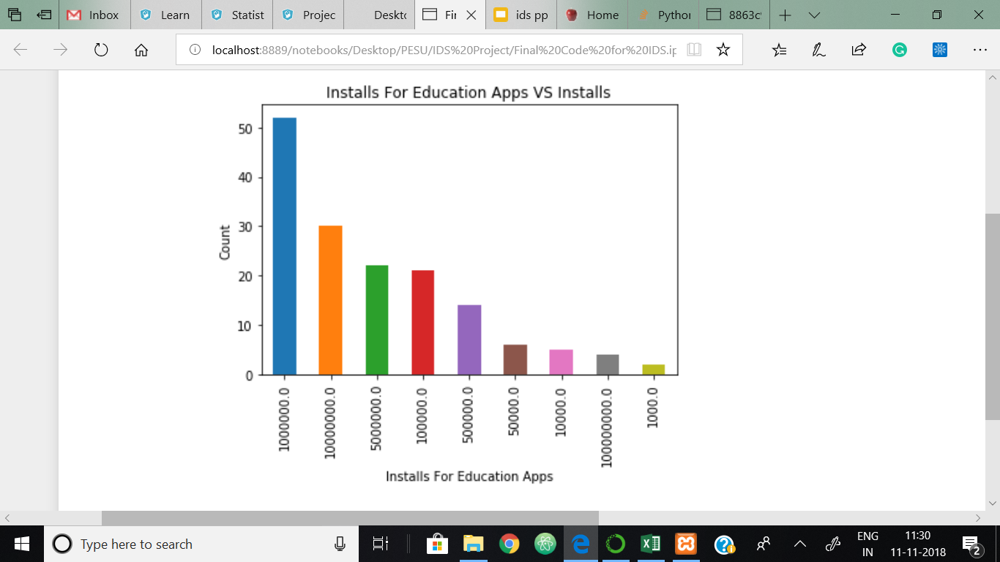 Inbox
Learn
Statist
Projec
Deskto
Fir
ids pp
Home
Python
8863c
localhost:8889/notebooks/Desktop/PESU/IDS%20Project/Final%20Code%20for%20IDS.ip
Installs For Education Apps VS Installs
Count
50
40
30
20
10
0
1000000.0
10000000.0
5000000.0
100000.0
500000.0
50000.0
10000.0
100000000.0
1000.0
Installs For Education Apps
Type here to search
ENG
IN
11:30
11-11-2018
2